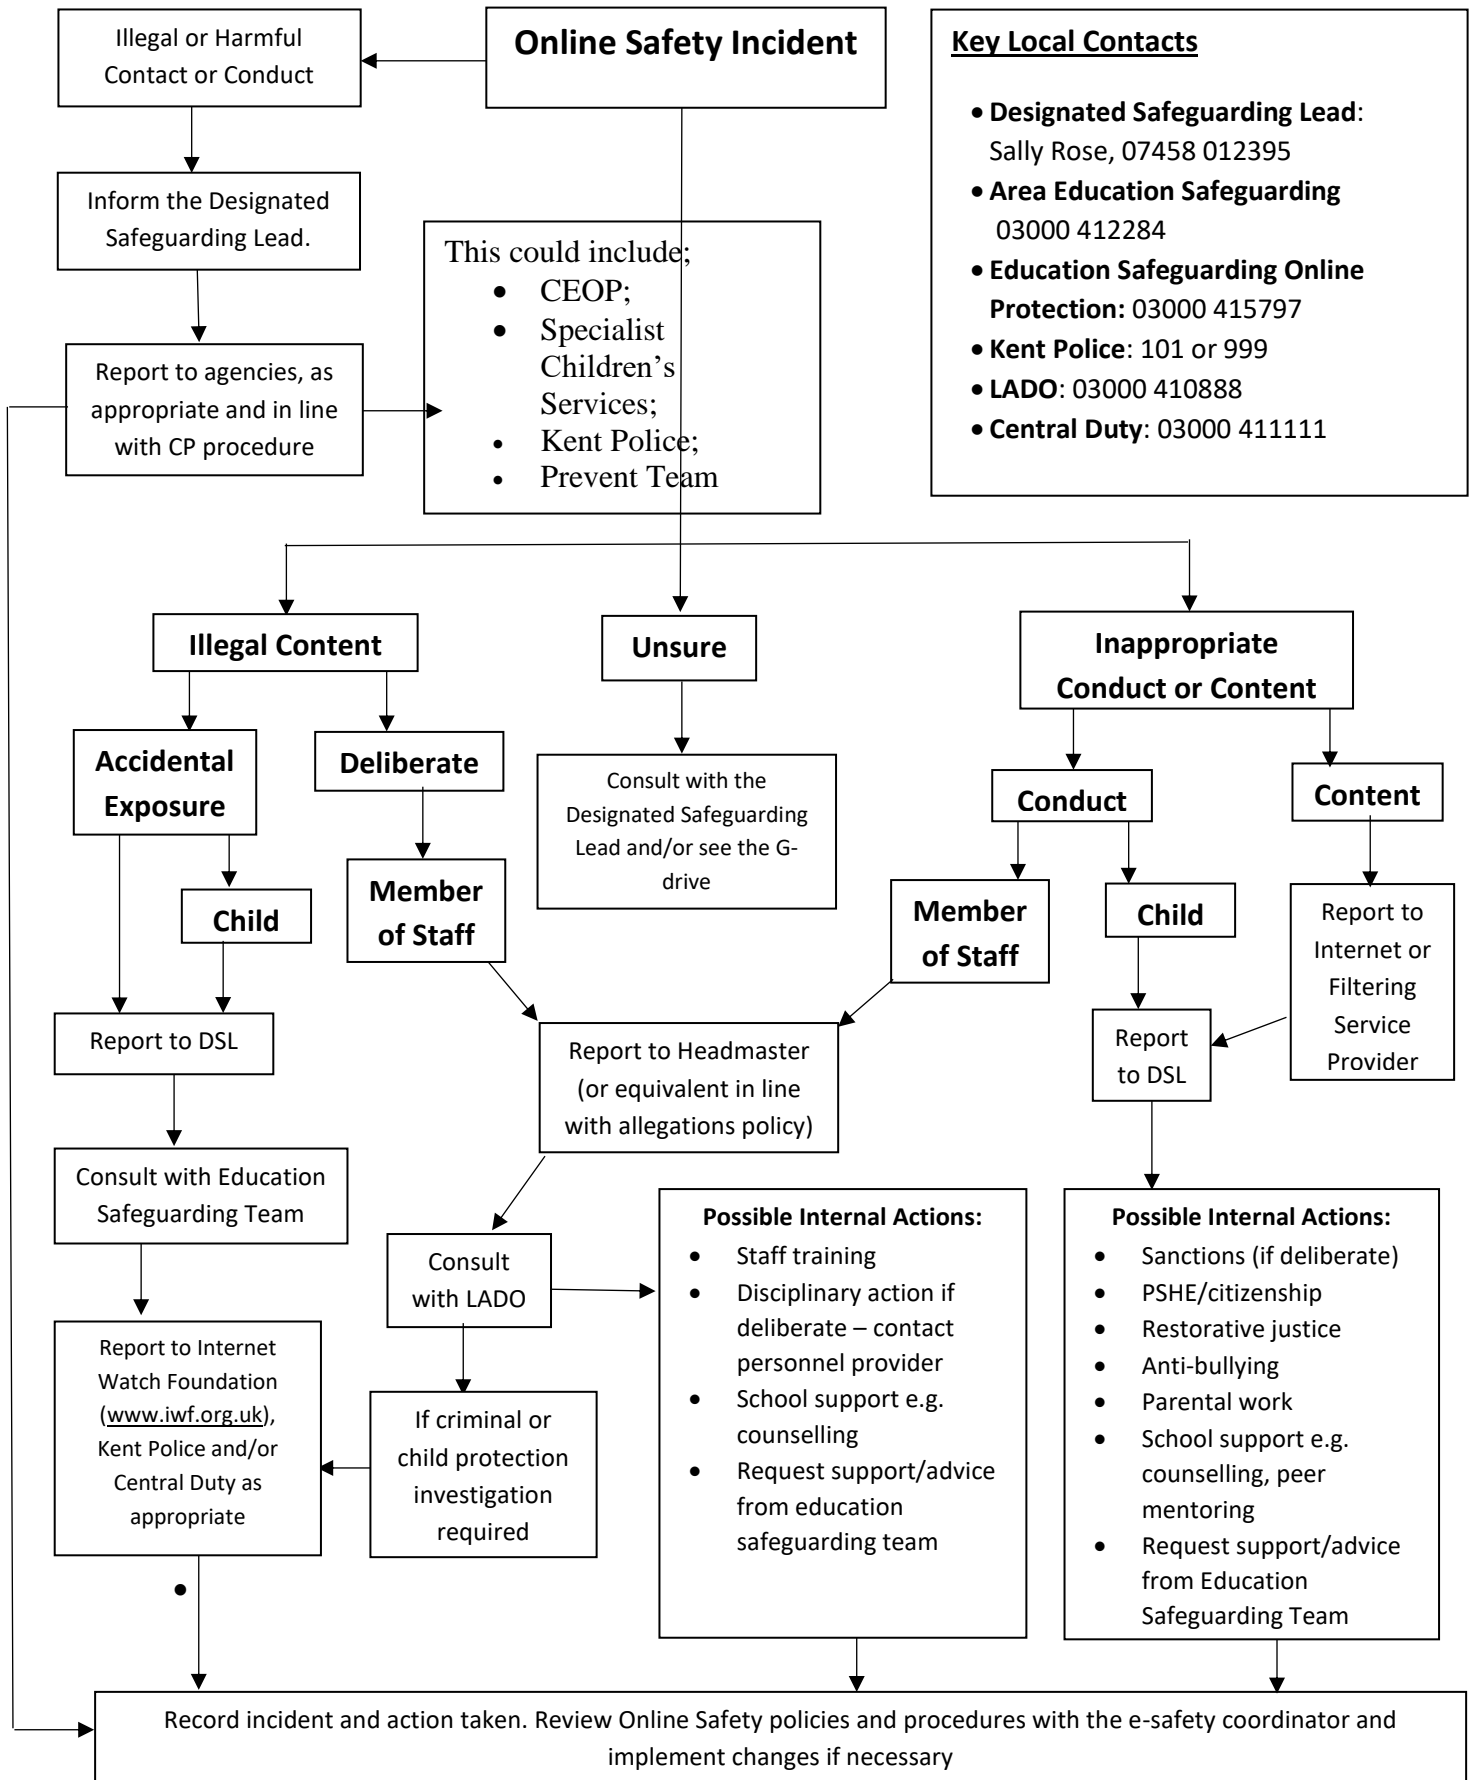 Illegal or Harmful
Contact or Conduct
Online Safety Incident
Key Local Contacts
• Designated Safeguarding Lead:
Sally Rose, 07458 012395
• Area Education Safeguarding
03000 412284
• Education Safeguarding Online
Protection: 03000 415797
• Kent Police: 101 or 999
• LADO: 03000 410888
• Central Duty: 03000 411111
Inform the Designated
Safeguarding Lead.
Report to agencies, as
appropriate and in line
with CP procedure
This could include;
• CEOP;
• Specialist
Children’s
Services;
• Kent Police;
• Prevent Team
Illegal Content
Unsure
Inappropriate
Conduct or Content
Accidental
Exposure
Deliberate
Consult with the
Designated Safeguarding
Lead and/or see the G-
drive
Conduct
Content
Child
Member
of Staff
Member
of Staff
Child
Report to
Internet or
Filtering
Service
Provider
Report to DSL
Report to Headmaster
(or equivalent in line
with allegations policy)
Report
to DSL
Consult with Education
Safeguarding Team
Consult
with LADO
Possible Internal Actions:
• Staff training
• Disciplinary action if
deliberate – contact
personnel provider
• School support e.g.
counselling
• Request support/advice
from education
safeguarding team
Possible Internal Actions:
• Sanctions (if deliberate)
• PSHE/citizenship
• Restorative justice
• Anti-bullying
• Parental work
• School support e.g.
counselling, peer
mentoring
• Request support/advice
from Education
Safeguarding Team
Report to Internet
Watch Foundation
(www.iwf.org.uk),
Kent Police and/or
Central Duty as
appropriate
If criminal or
child protection
investigation
required
•
Record incident and action taken. Review Online Safety policies and procedures with the e-safety coordinator and
implement changes if necessary